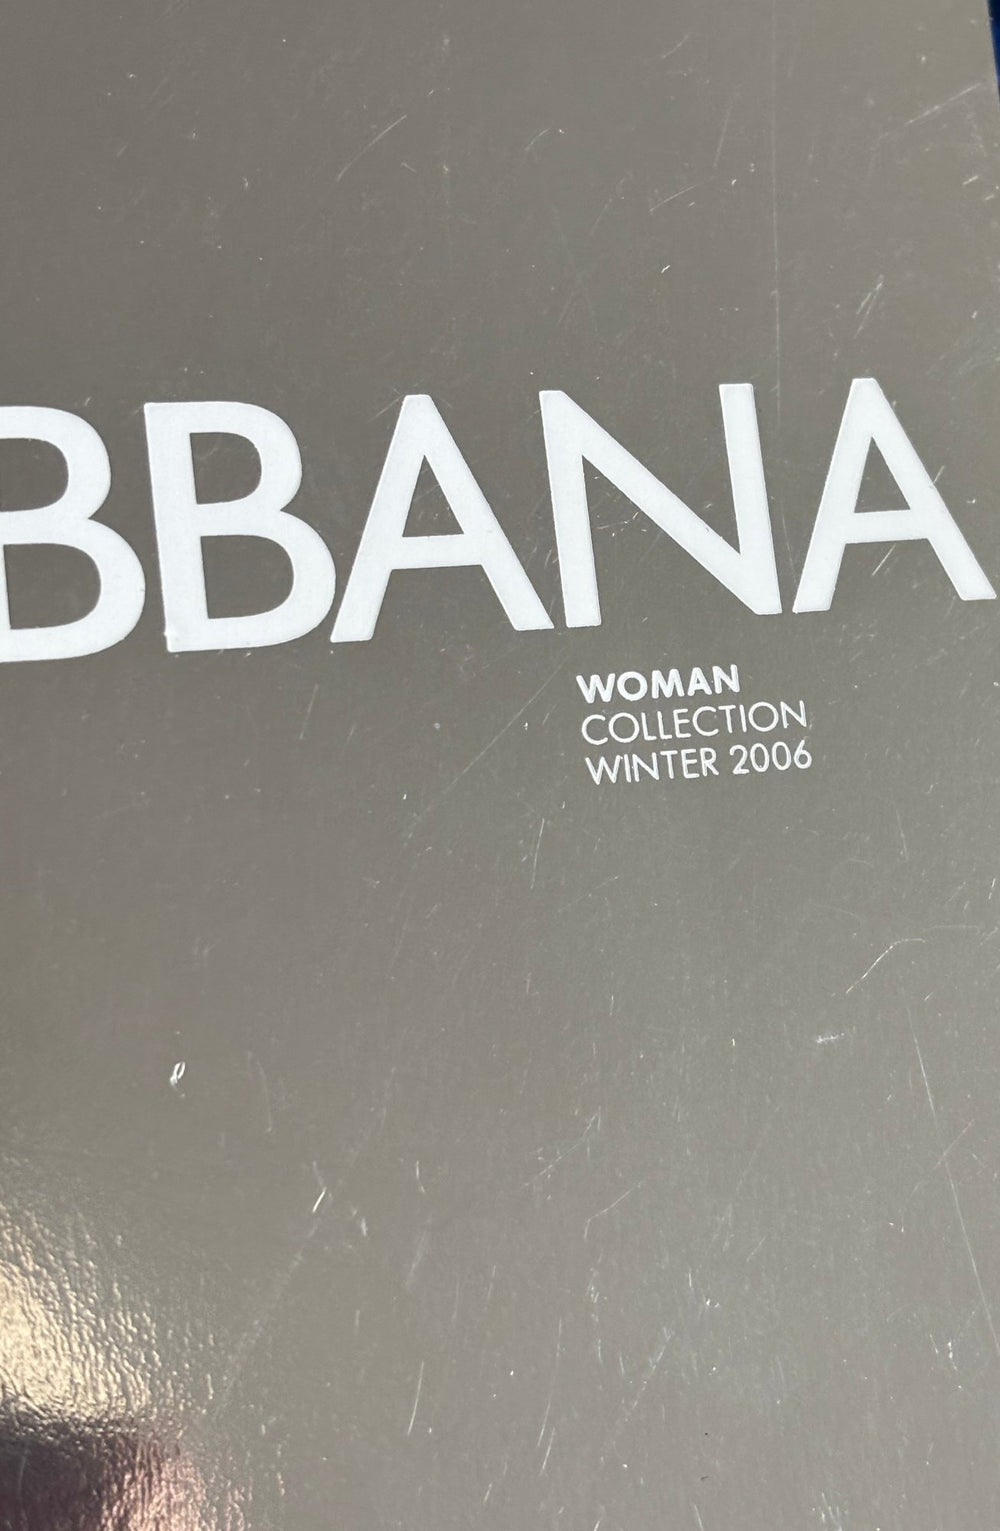 BBANA
WOMAN
COLLECTION
WINTER 2006